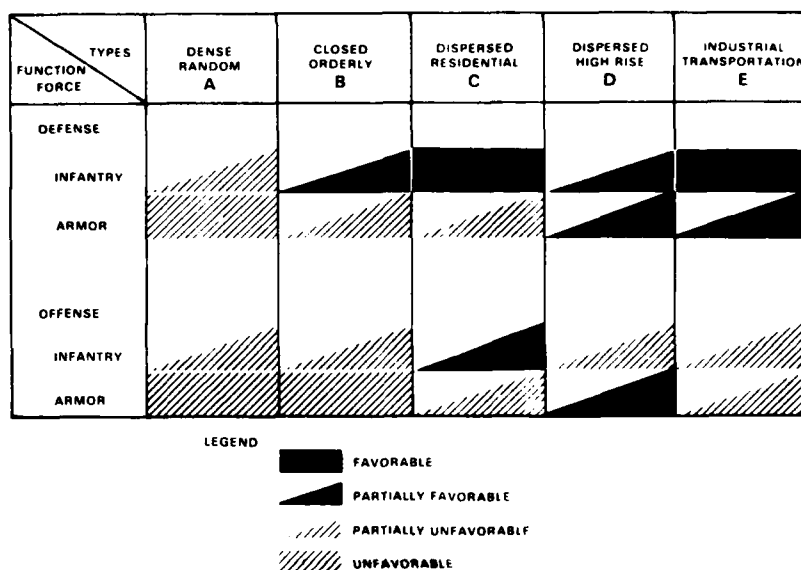 TYPES
FUNCTION
FORCE
DENSE
RANDOM
A
CLOSED
ORDERLY
B
DISPERSED
RESIDENTIAL
C
DISPERSED
HIGH RISE
D
INDUSTRIAL
TRANSPORTATION
E
DEFENSE
INFANTRY
ARMOR
OFFENSE
INFANTRY
ARMOR
LEGEND
FAVORABLE
PARTIALLY FAVORABLE
PARTIALLY UNFAVORABLE
UNFAVORABLE